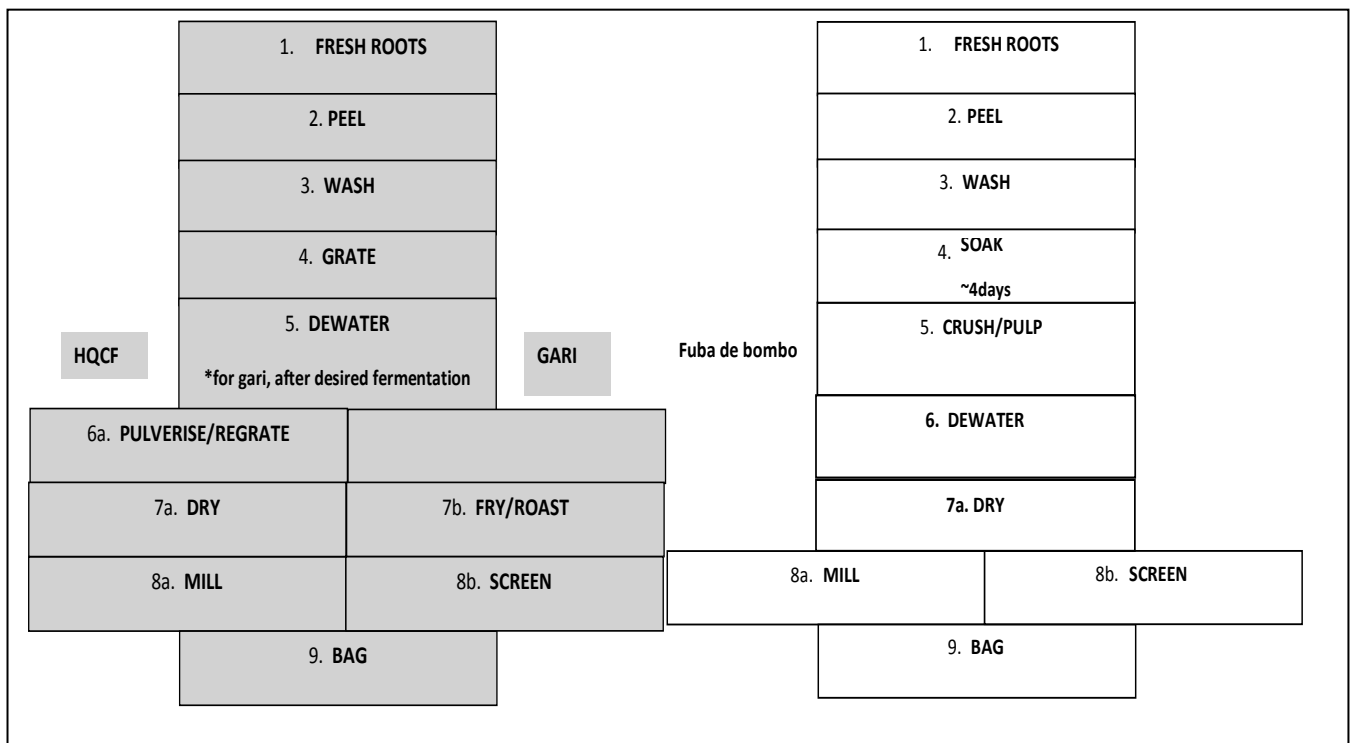 1. FRESH ROOTS
2. PEEL
3. WASH
4. GRATE
5. DEWATER
*for gari, after desired fermentation
HQCF
GARI
6a. PULVERISE/REGRATE
7a. DRY
7b. FRY/ROAST
8a. MILL
8b. SCREEN
9. BAG
Fuba de bombo
1. FRESH ROOTS
2. PEEL
3. WASH
4. SOAK
~4days
5. CRUSH/PULP
6. DEWATER
7a. DRY
8a. MILL
8b. SCREEN
9. BAG